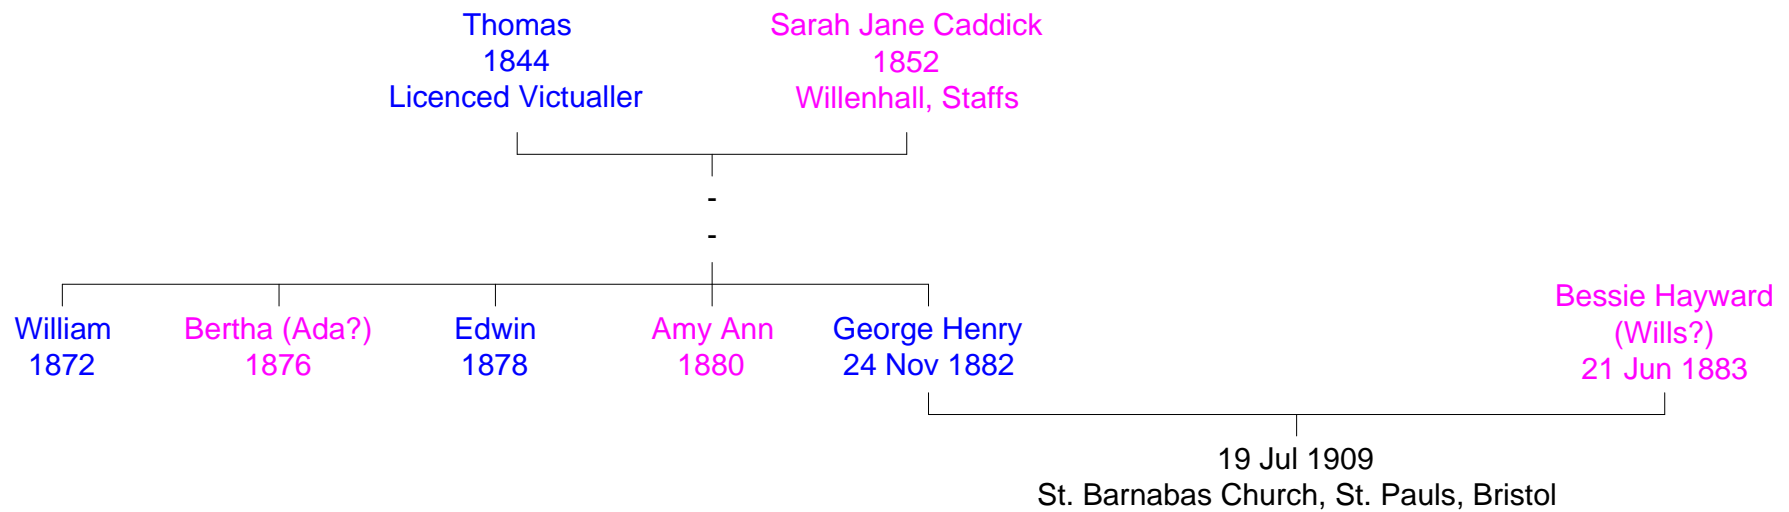 Thomas
1844
Licenced Victualler
Sarah Jane Caddick
1852
Willenhall, Staffs
-
-
William
1872
Bertha (Ada?)
1876
Edwin
1878
Amy Ann
1880
George Henry
24 Nov 1882
Bessie Hayward
(Wills?)
21 Jun 1883
19 Jul 1909
St. Barnabas Church, St. Pauls, Bristol